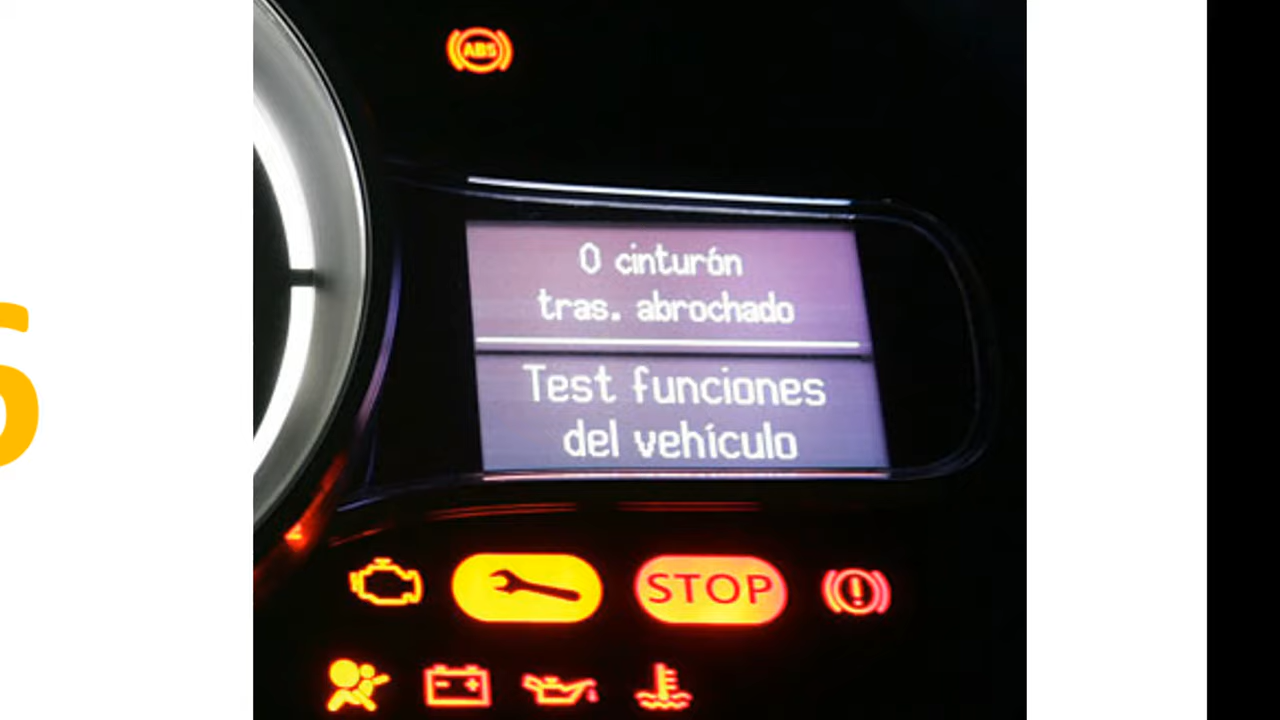 ABS
0 cinturón
tras. abrochado
Test funciones
del vehículo
STOP